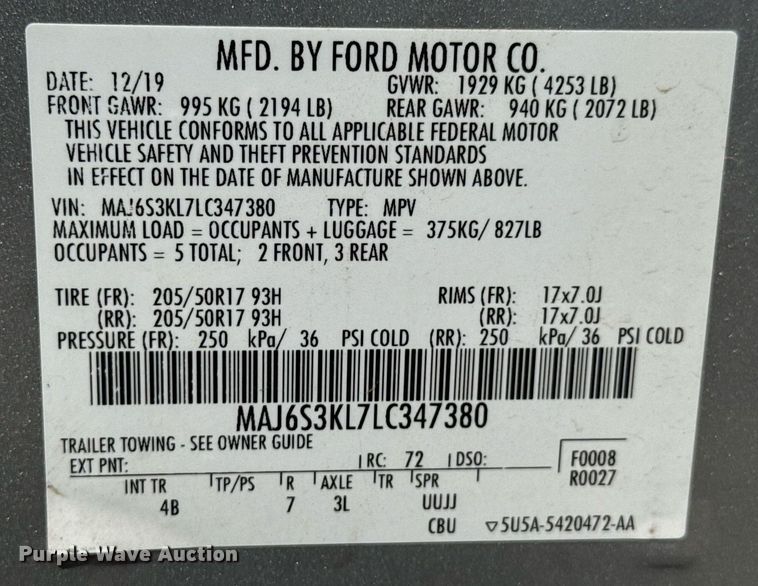 MFD. BY FORD MOTOR CO.
DATE: 12/19 GVWR: 1929 KG ( 4253 LB)
FRONT GAWR: 995 KG ( 2194 LB) REAR GAWR: 940 KG ( 2072 LB)
THIS VEHICLE CONFORMS TO ALL APPLICABLE FEDERAL MOTOR
VEHICLE SAFETY AND THEFT PREVENTION STANDARDS
IN EFFECT ON THE DATE OF MANUFACTURE SHOWN ABOVE.
VIN: MAJ6S3KL7LC347380 TYPE: MPV
MAXIMUM LOAD = OCCUPANTS + LUGGAGE = 375KG/ 827LB
OCCUPANTS = 5 TOTAL; 2 FRONT, 3 REAR
TIRE (FR): 205/50R17 93H RIMS (FR): 17x7.0J
(RR): 205/50R17 93H (RR): 17x7.0J
PRESSURE (FR): 250 kPa/ 36 PSI COLD (RR): 250 kPa/ 36 PSI COLD
MAJ6S3KL7LC347380
TRAILER TOWING - SEE OWNER GUIDE
EXT PNT: RC: 72 DSO: F0008
R0027
INT TR TP/PS R AXLE TR SPR
4B 7 3L UUJJ
CBU ▽5U5A-5420472-AA
Purple Wave Auction